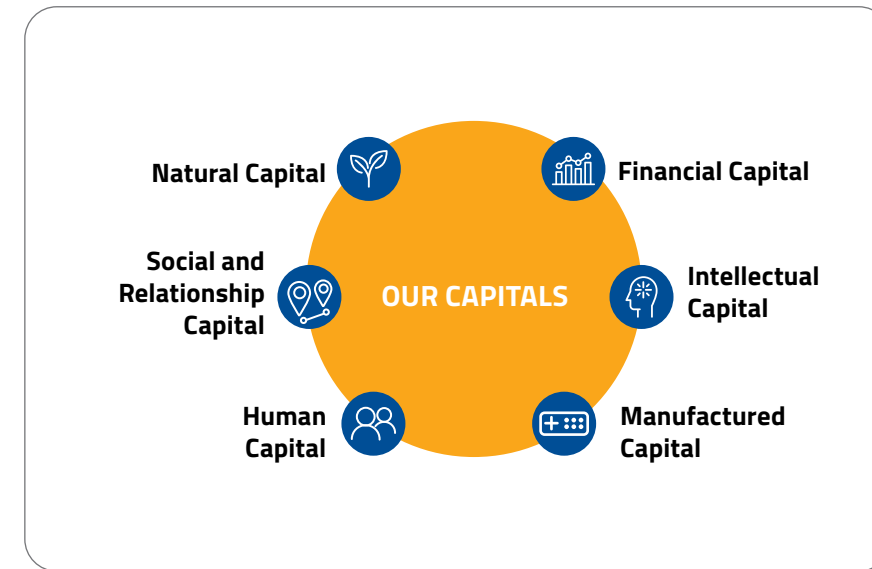 Natural Capital
Financial Capital
Social and
Relationship
Capital
OUR CAPITALS
Intellectual
Capital
Human
Capital
Manufactured
Capital